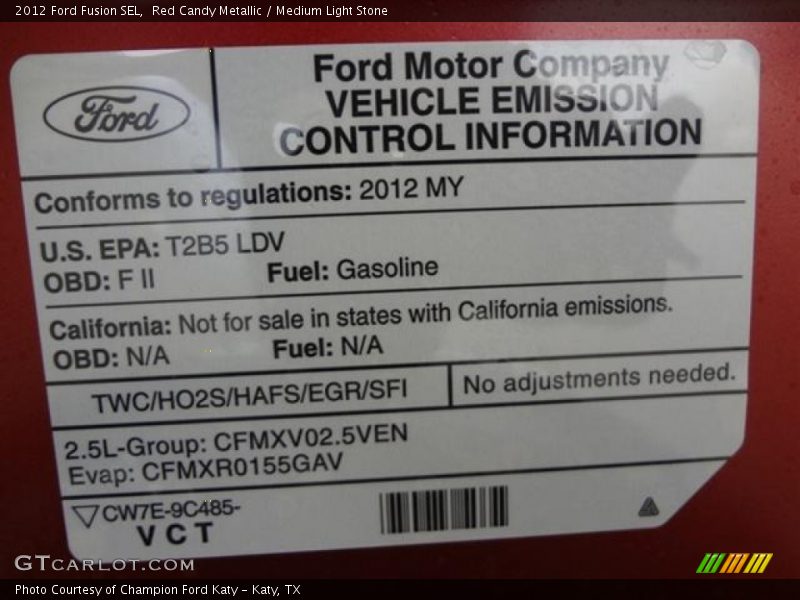 2012 Ford Fusion SEL,  Red Candy Metallic / Medium Light Stone
Ford
Ford Motor Company
VEHICLE EMISSION
CONTROL INFORMATION
Conforms to regulations: 2012 MY
U.S. EPA: T2B5 LDV
OBD: F II Fuel: Gasoline
California: Not for sale in states with California emissions.
OBD: N/A Fuel: N/A
TWC/HO2S/HAFS/EGR/SFI No adjustments needed.
2.5L-Group: CFMXV02.5VEN
Evap: CFMXR0155GAV
CW7E-9C485-
VCT
GTCarLot.com
Photo Courtesy of Champion Ford Katy – Katy, TX